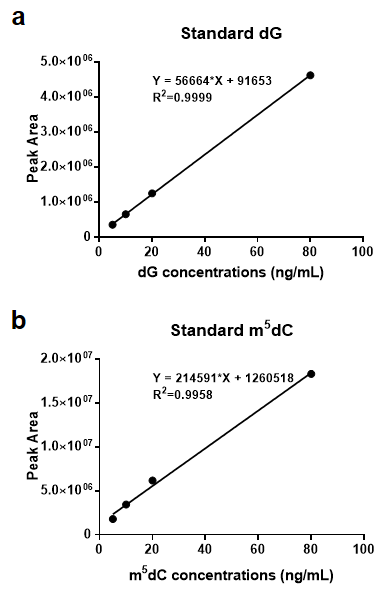 a
Standard dG
Y = 56664*X + 91653
R²=0.9999
Peak Area
5.0×10⁰⁶
4.0×10⁰⁶
3.0×10⁰⁶
2.0×10⁰⁶
1.0×10⁰⁶
0
0 20 40 60 80 100
dG concentrations (ng/mL)
b
Standard m⁵dC
Y = 214591*X + 1260518
R²=0.9958
Peak Area
2.0×10⁰⁷
1.5×10⁰⁷
1.0×10⁰⁷
5.0×10⁰⁶
0
0 20 40 60 80 100
m⁵dC concentrations (ng/mL)